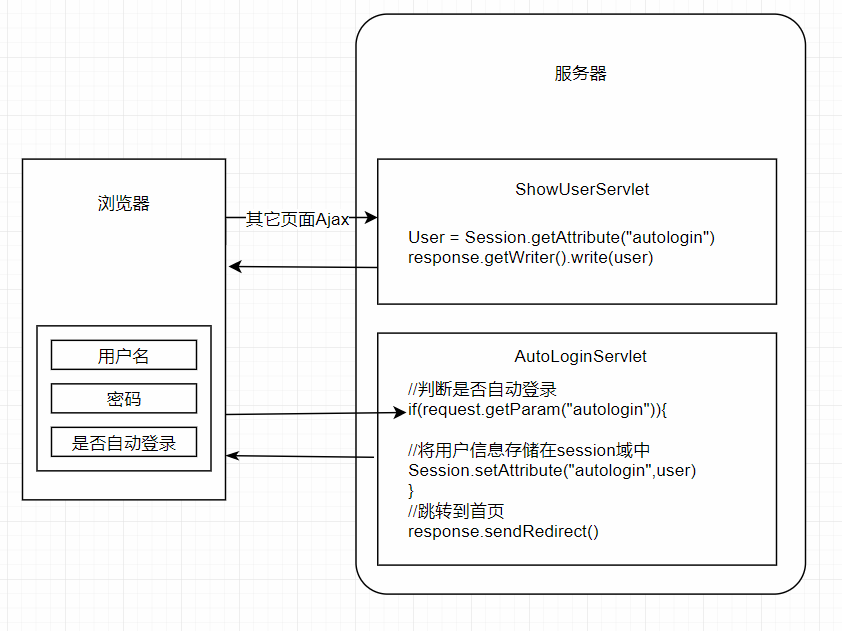 服务器
浏览器
其它页面Ajax
ShowUserServlet
User = Session.getAttribute("autologin")
response.getWriter().write(user)
用户名
密码
是否自动登录
AutoLoginServlet
//判断是否自动登录
if(request.getParam("autologin")){
//将用户信息存储在session域中
Session.setAttribute("autologin",user)
}
//跳转到首页
response.sendRedirect()